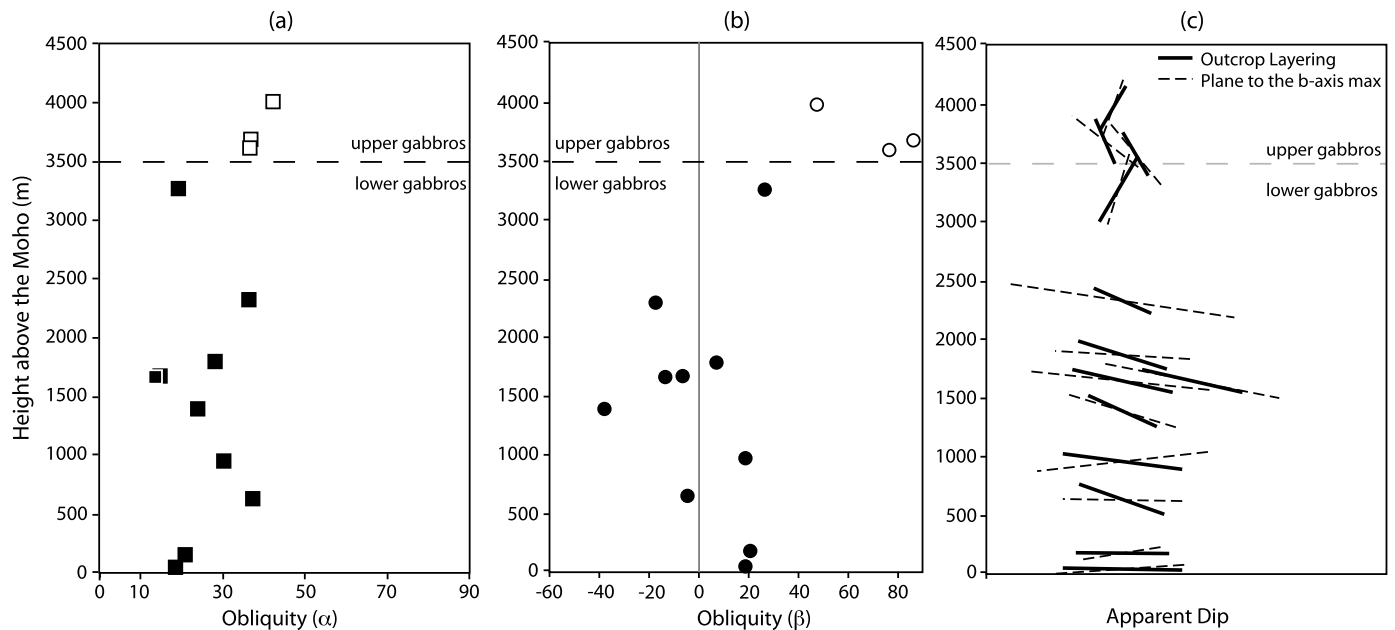 (a)
Height above the Moho (m)
4500
4000
3500
3000
2500
2000
1500
1000
500
0
upper gabbros
lower gabbros
0
10
30
50
70
90
Obliquity (α)
(b)
4500
4000
3500
3000
2500
2000
1500
1000
500
0
upper gabbros
lower gabbros
-60
-40
-20
0
20
40
60
80
Obliquity (β)
(c)
4500
4000
3500
3000
2500
2000
1500
1000
500
0
Outcrop Layering
Plane to the b-axis max
upper gabbros
lower gabbros
Apparent Dip